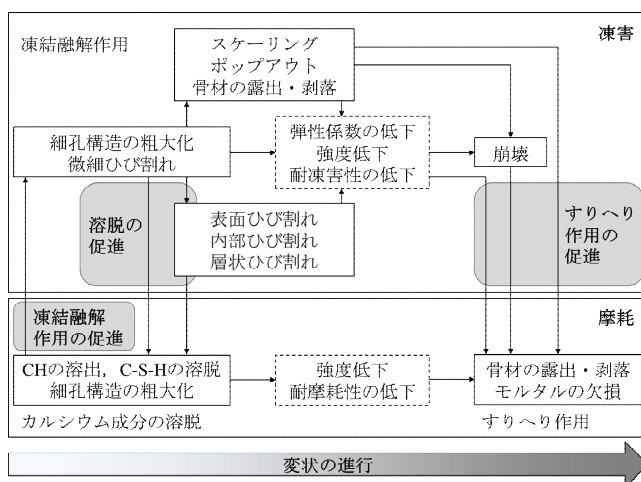 凍結融解作用
凍害
スケーリング
ポップアウト
骨材の露出・剥落
細孔構造の粗大化
微細ひび割れ
弾性係数の低下
強度低下
耐凍害性の低下
崩壊
溶脱の
促進
表面ひび割れ
内部ひび割れ
層状ひび割れ
すりへり
作用の
促進
凍結融解
作用の促進
摩耗
CHの溶出，C-S-Hの溶脱
細孔構造の粗大化
強度低下
耐摩耗性の低下
骨材の露出・剥落
モルタルの欠損
カルシウム成分の溶脱
すりへり作用
変状の進行